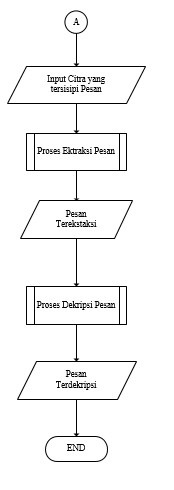 A
Input Citra yang
tersisipi Pesan
Proses Ektraksi Pesan
Pesan
Terekstaksi
Proses Dekripsi Pesan
Pesan
Terdekripsi
END